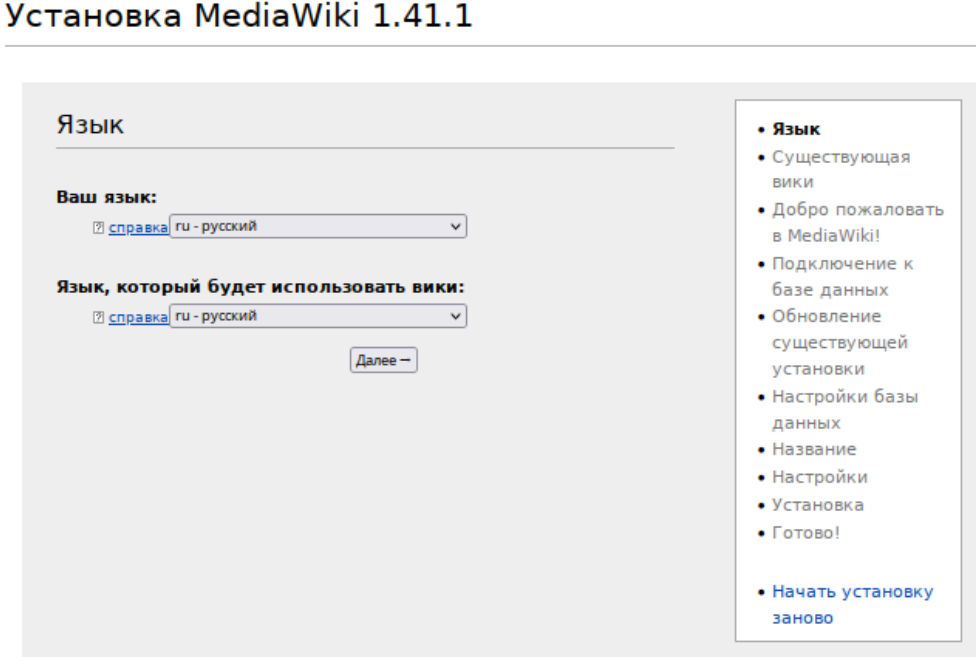 Установка MediaWiki 1.41.1
Язык
Ваш язык:
справка ru - русский
Язык, который будет использовать вики:
справка ru - русский
Далее —
• Язык
• Существующая
вики
• Добро пожаловать
в MediaWiki!
• Подключение к
базе данных
• Обновление
существующей
установки
• Настройки базы
данных
• Название
• Настройки
• Установка
• Готово!
• Начать установку
заново